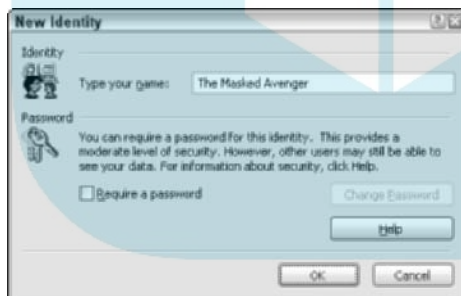 New Identity
Identity
Type your name: The Masked Avenger
Password
You can require a password for this identity. This provides a
moderate level of security. However, other users may still be able to
see your data. For information about security, click Help.
Require a password Change Password
Help
OK Cancel